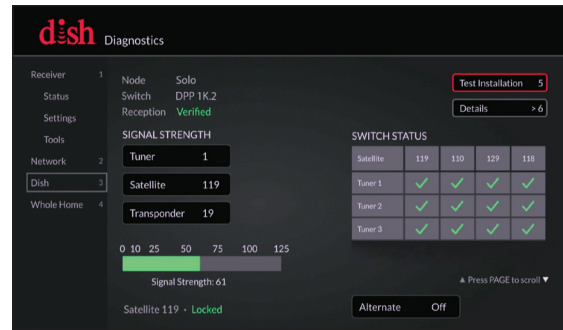 dish Diagnostics
Receiver 1
Status
Settings
Tools
Network 2
Dish 3
Whole Home 4
Node Solo
Switch DPP 1K.2
Reception Verified
Test Installation 5
Details > 6
SIGNAL STRENGTH
Tuner 1
Satellite 119
Transponder 19
0 10 25 50 75 100 125
Signal Strength: 61
Satellite 119 • Locked
SWITCH STATUS
Satellite 119 110 129 118
Tuner 1 ✓ ✓ ✓ ✓
Tuner 2 ✓ ✓ ✓ ✓
Tuner 3 ✓ ✓ ✓ ✓
▲ Press PAGE to scroll ▼
Alternate Off